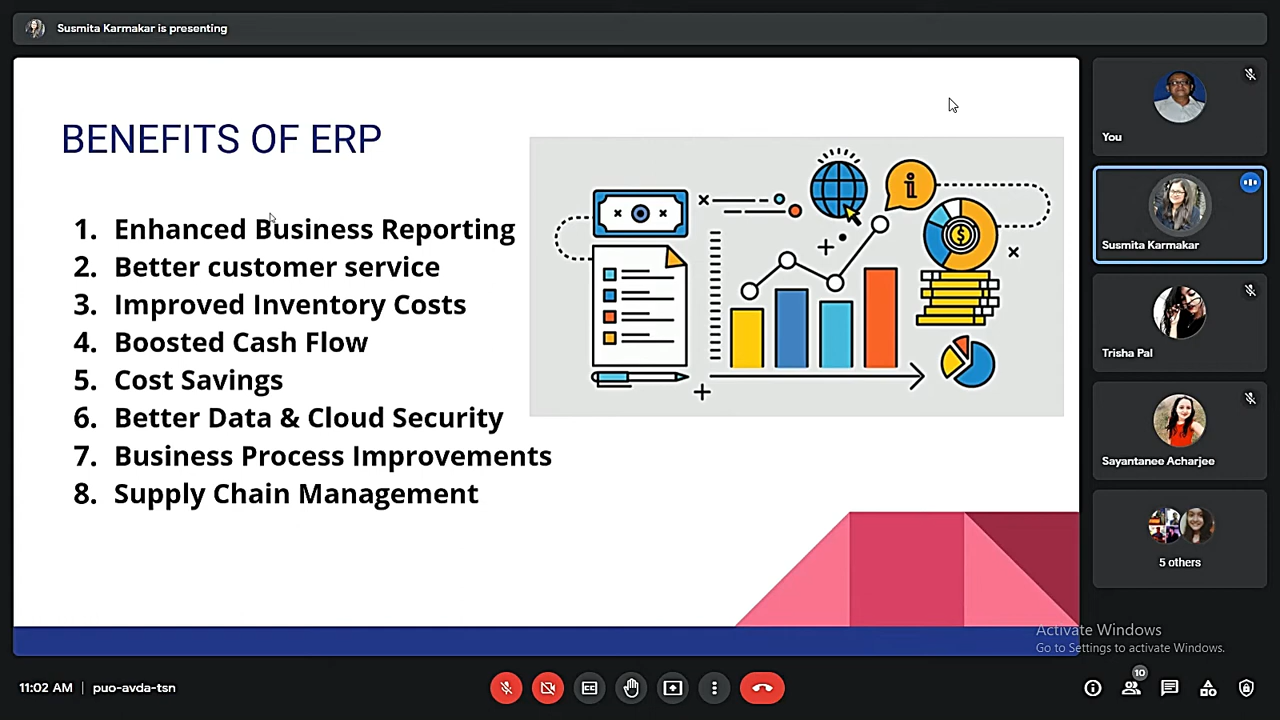 Susmita Karmakar is presenting
BENEFITS OF ERP
1. Enhanced Business Reporting
2. Better customer service
3. Improved Inventory Costs
4. Boosted Cash Flow
5. Cost Savings
6. Better Data & Cloud Security
7. Business Process Improvements
8. Supply Chain Management
i
$
You
Susmita Karmakar
Trisha Pal
Sayantanee Acharjee
5 others
Activate Windows
Go to Settings to activate Windows.
11:02 AM | puo-avda-tsn
CC
10